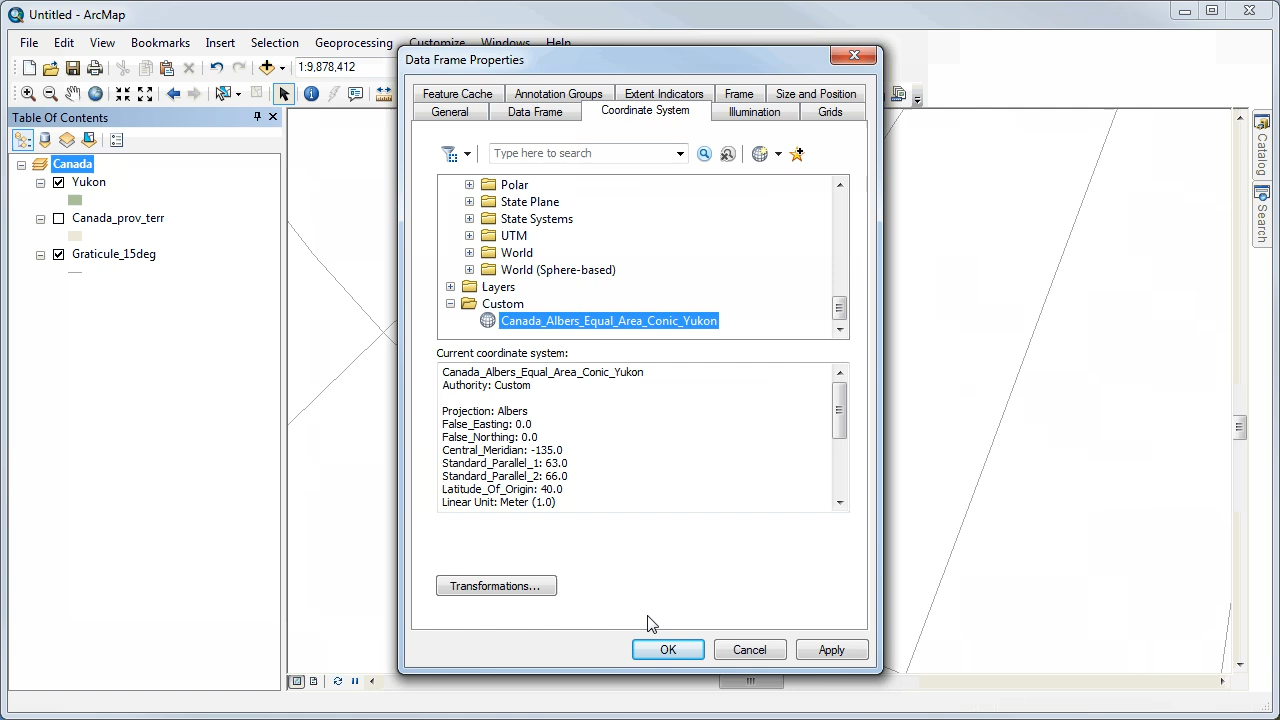 Untitled - ArcMap
File Edit View Bookmarks Insert Selection Geoprocessing Customize Windows Help
1:9,878,412
Table Of Contents
Canada
Yukon
Canada_prov_terr
Graticule_15deg
Data Frame Properties
Feature Cache Annotation Groups Extent Indicators Frame Size and Position
General Data Frame Coordinate System Illumination Grids
Type here to search
Polar
State Plane
State Systems
UTM
World
World (Sphere-based)
Layers
Custom
Canada_Albers_Equal_Area_Conic_Yukon
Current coordinate system:
Canada_Albers_Equal_Area_Conic_Yukon
Authority: Custom
Projection: Albers
False_Easting: 0.0
False_Northing: 0.0
Central_Meridian: -135.0
Standard_Parallel_1: 63.0
Standard_Parallel_2: 66.0
Latitude_Of_Origin: 40.0
Linear Unit: Meter (1.0)
Transformations...
OK Cancel Apply
Catalog
Search